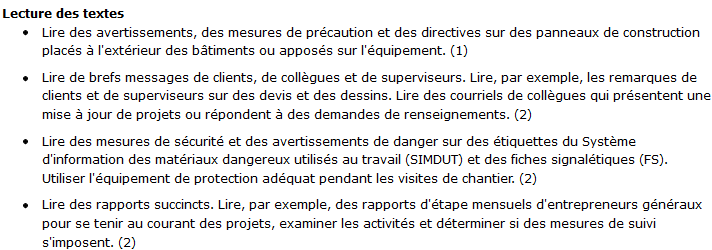 Lecture des textes
• Lire des avertissements, des mesures de précaution et des directives sur des panneaux de construction
placés à l'extérieur des bâtiments ou apposés sur l'équipement. (1)
• Lire de brefs messages de clients, de collègues et de superviseurs. Lire, par exemple, les remarques de
clients et de superviseurs sur des devis et des dessins. Lire des courriels de collègues qui présentent une
mise à jour de projets ou répondent à des demandes de renseignements. (2)
• Lire des mesures de sécurité et des avertissements de danger sur des étiquettes du Système
d'information des matériaux dangereux utilisés au travail (SIMDUT) et des fiches signalétiques (FS).
Utiliser l'équipement de protection adéquat pendant les visites de chantier. (2)
• Lire des rapports succincts. Lire, par exemple, des rapports d'étape mensuels d'entrepreneurs généraux
pour se tenir au courant des projets, examiner les activités et déterminer si des mesures de suivi
s'imposent. (2)